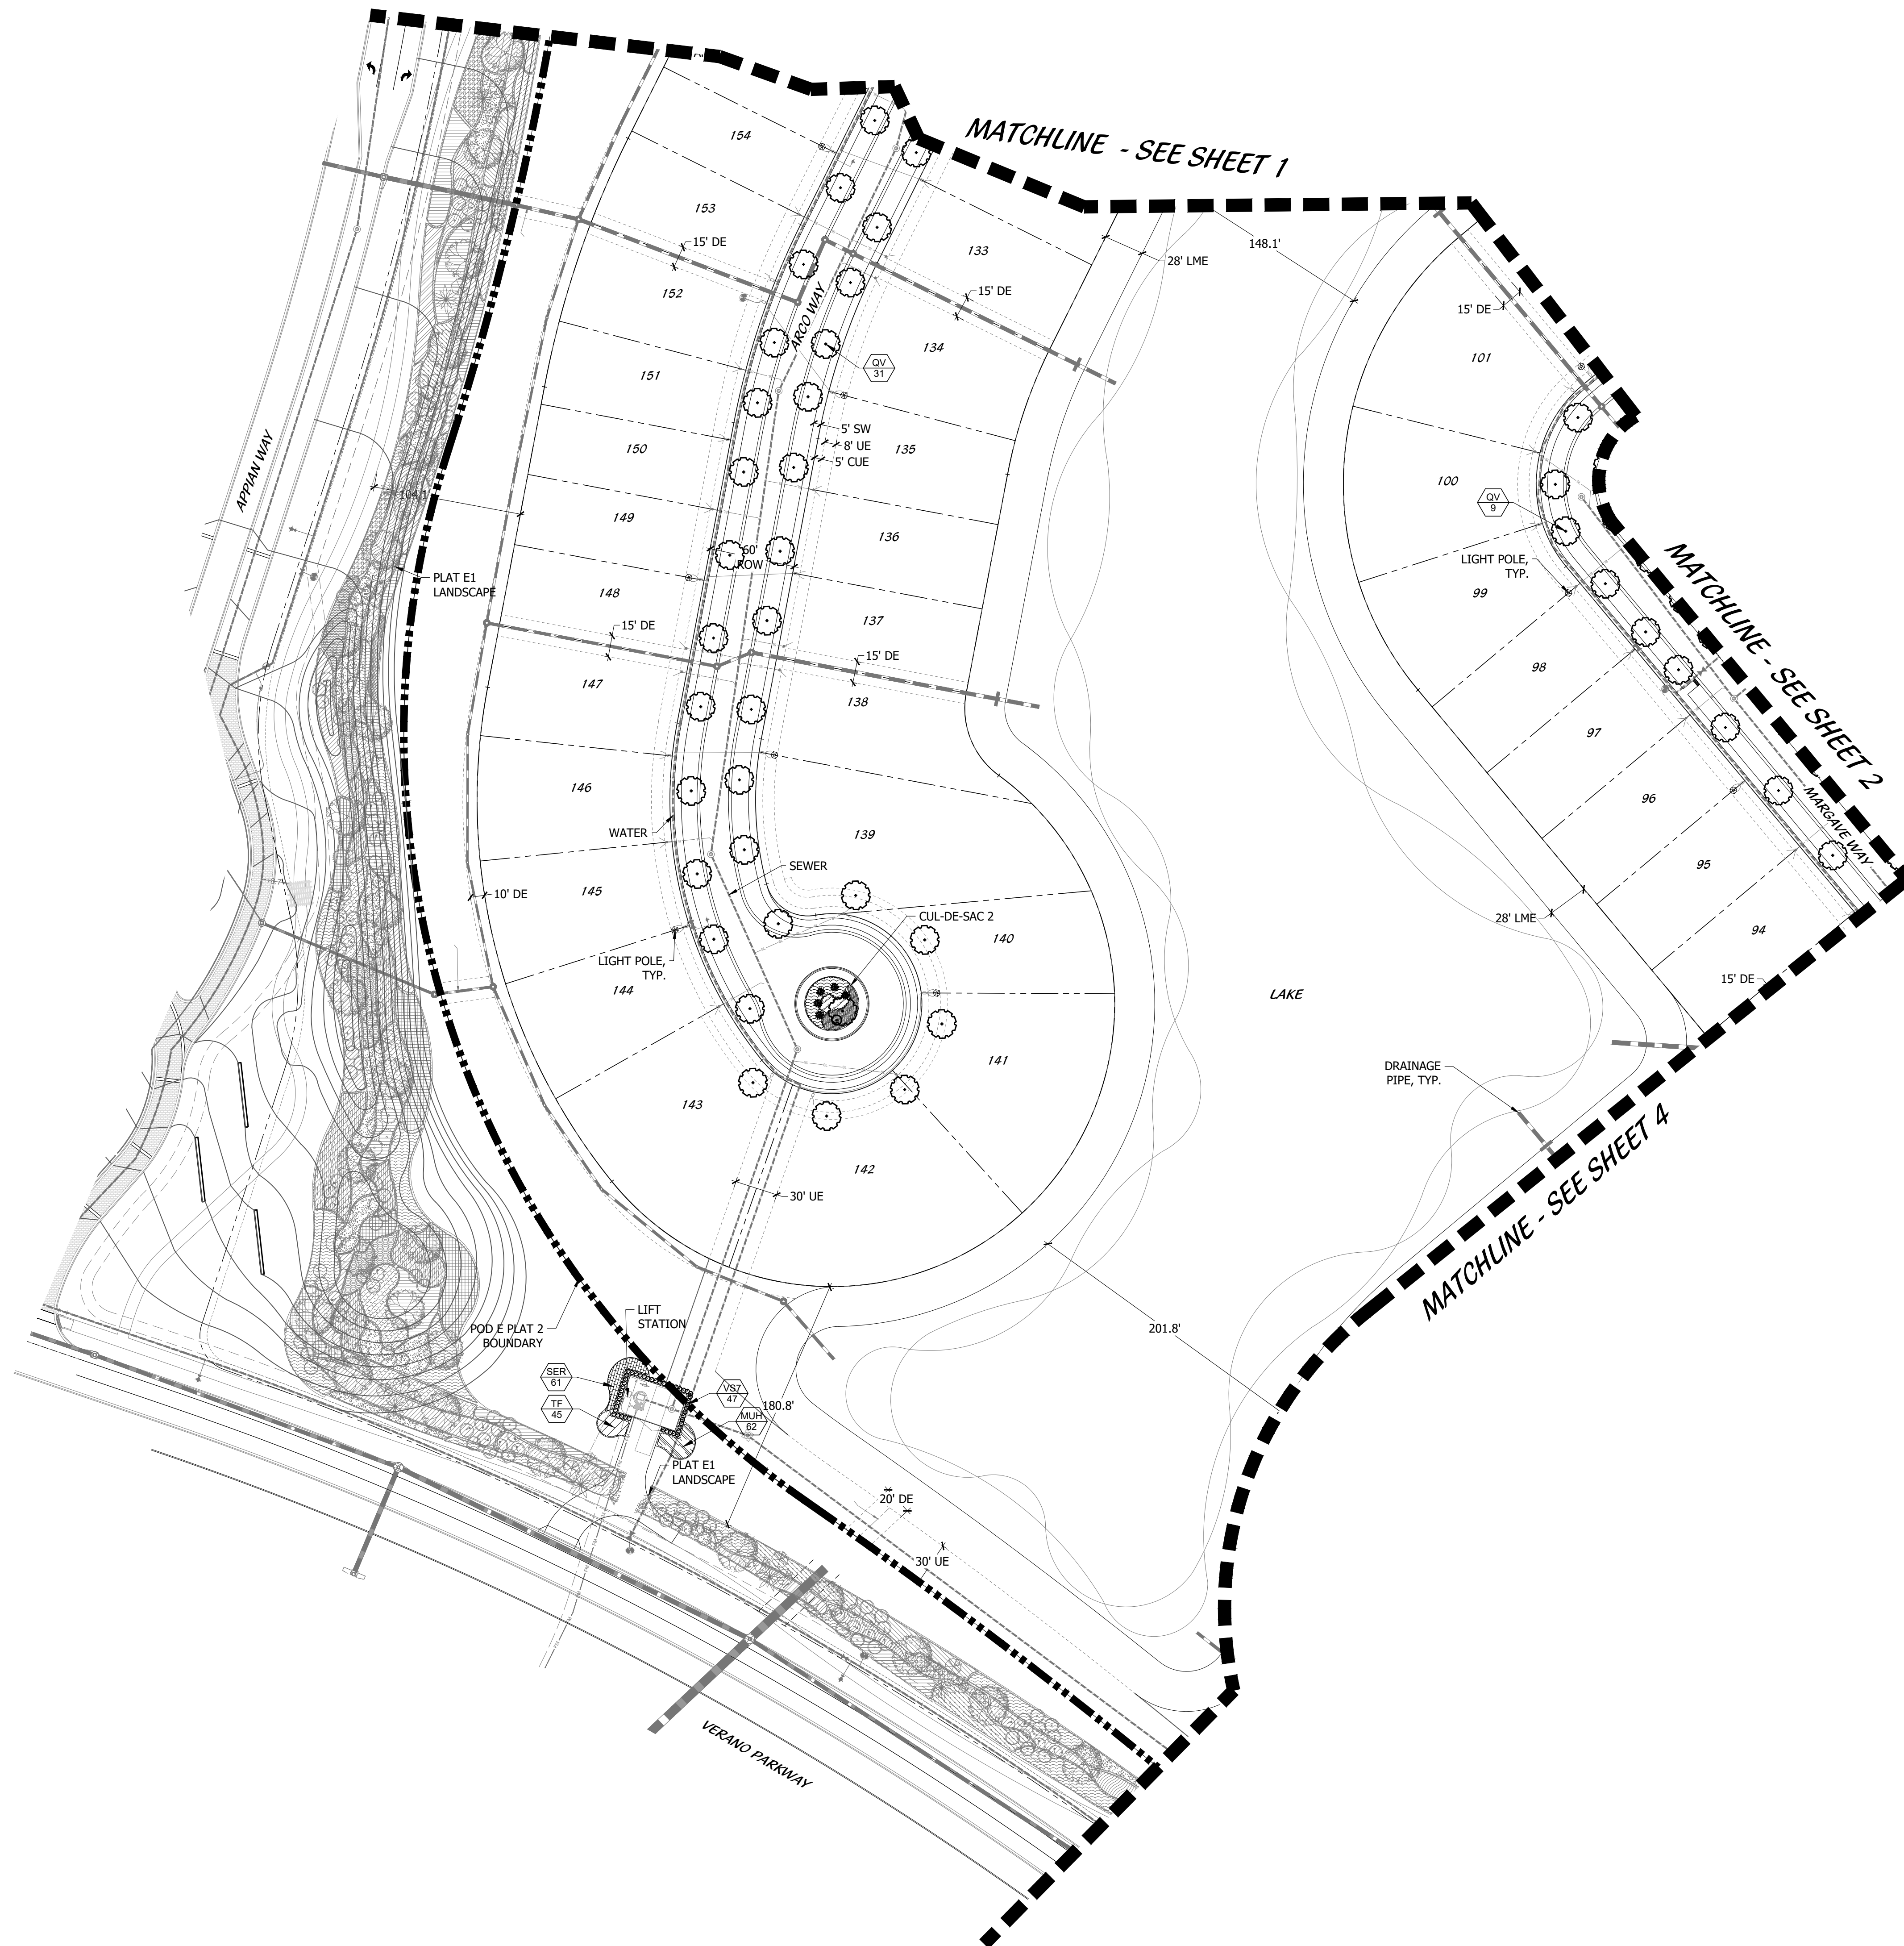 MATCHLINE - SEE SHEET 1
154
153
15' DE
152
133
28' LME
148.1'
15' DE
ARCO WAY
134
QV
31
151
15' DE
101
5' SW
8' UE
5' CUE
135
150
APPIAN WAY
104.1'
149
100
QV
9
136
60'
ROW
PLAT E1
LANDSCAPE
148
LIGHT POLE,
TYP.
99
MATCHLINE - SEE SHEET 2
137
15' DE
15' DE
147
138
98
97
146
139
96
MARGAVE WAY
WATER
SEWER
95
145
10' DE
CUL-DE-SAC 2
28' LME
94
140
LIGHT POLE,
TYP.
144
LAKE
15' DE
141
DRAINAGE
PIPE, TYP.
143
142
MATCHLINE - SEE SHEET 4
30' UE
LIFT
STATION
POD E PLAT 2
BOUNDARY
201.8'
SER
61
TF
45
VS7
47
MUH
62
180.8'
PLAT E1
LANDSCAPE
20' DE
30' UE
VERANO PARKWAY